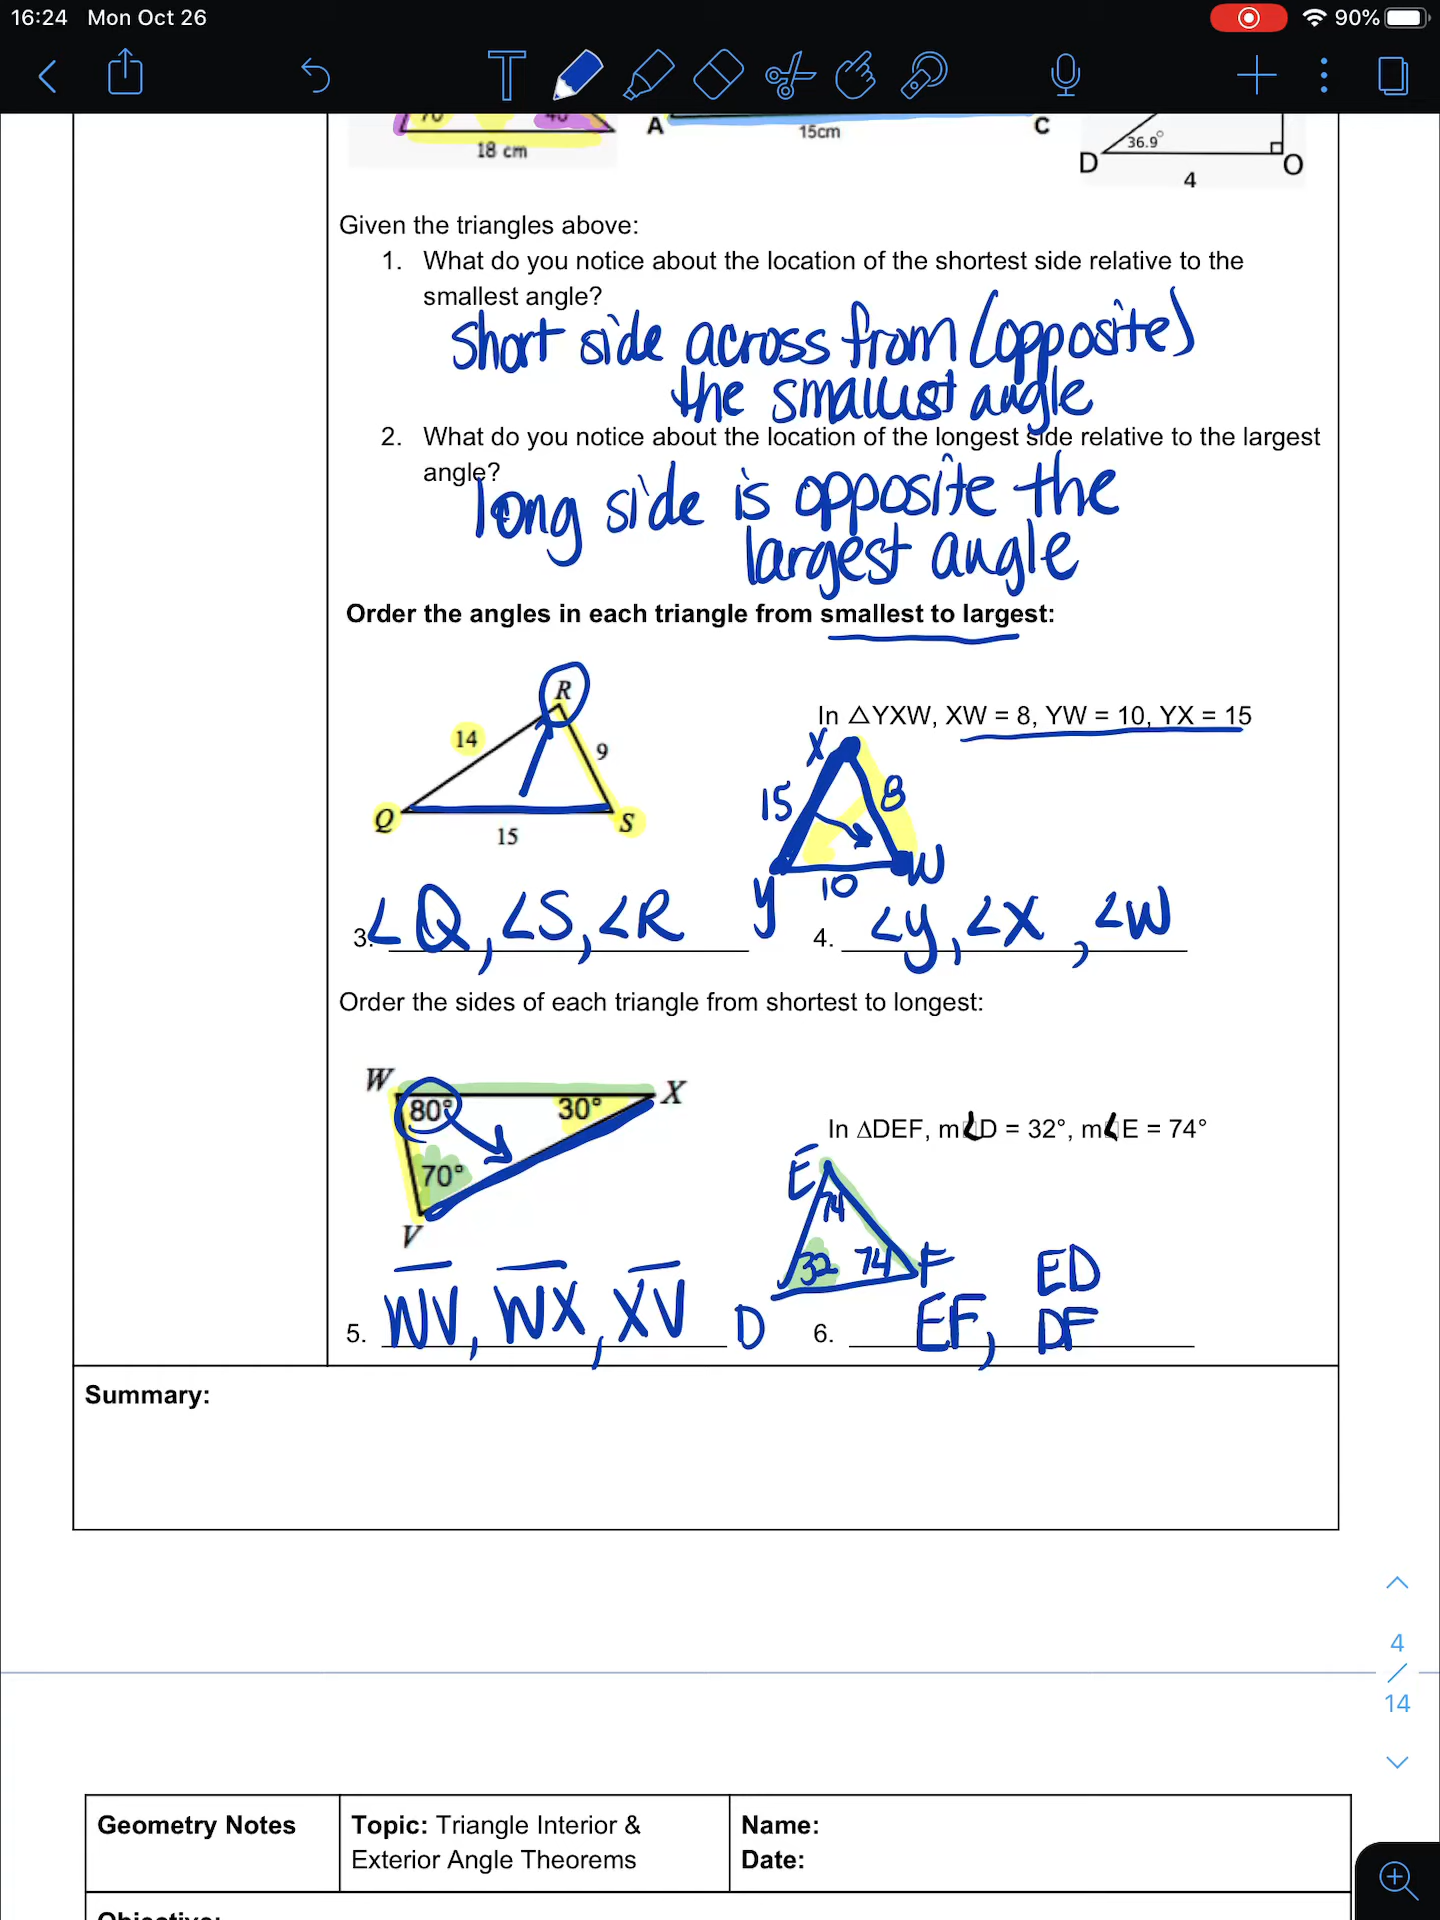 16:24 Mon Oct 26 90%
T
70 40
18 cm
A 15cm C
36.9°
D O
4
Given the triangles above:
1. What do you notice about the location of the shortest side relative to the
smallest angle?
Short side across from (opposite)
the smallest angle
2. What do you notice about the location of the longest side relative to the largest
angle?
long side is opposite the
largest angle
Order the angles in each triangle from smallest to largest:
R
14 9
Q S
15
In △YXW, XW = 8, YW = 10, YX = 15
X
15 8
Y 10 W
3. ∠Q, ∠S, ∠R
4. ∠Y, ∠X, ∠W
Order the sides of each triangle from shortest to longest:
W X
80° 30°
70°
V
In △DEF, m∠D = 32°, m∠E = 74°
E
74
32 74 F
D
5. WV, WX, XV
6. EF, ED
DF
Summary:
4
/
14
Geometry Notes
Topic: Triangle Interior &
Exterior Angle Theorems
Name:
Date:
Objective: